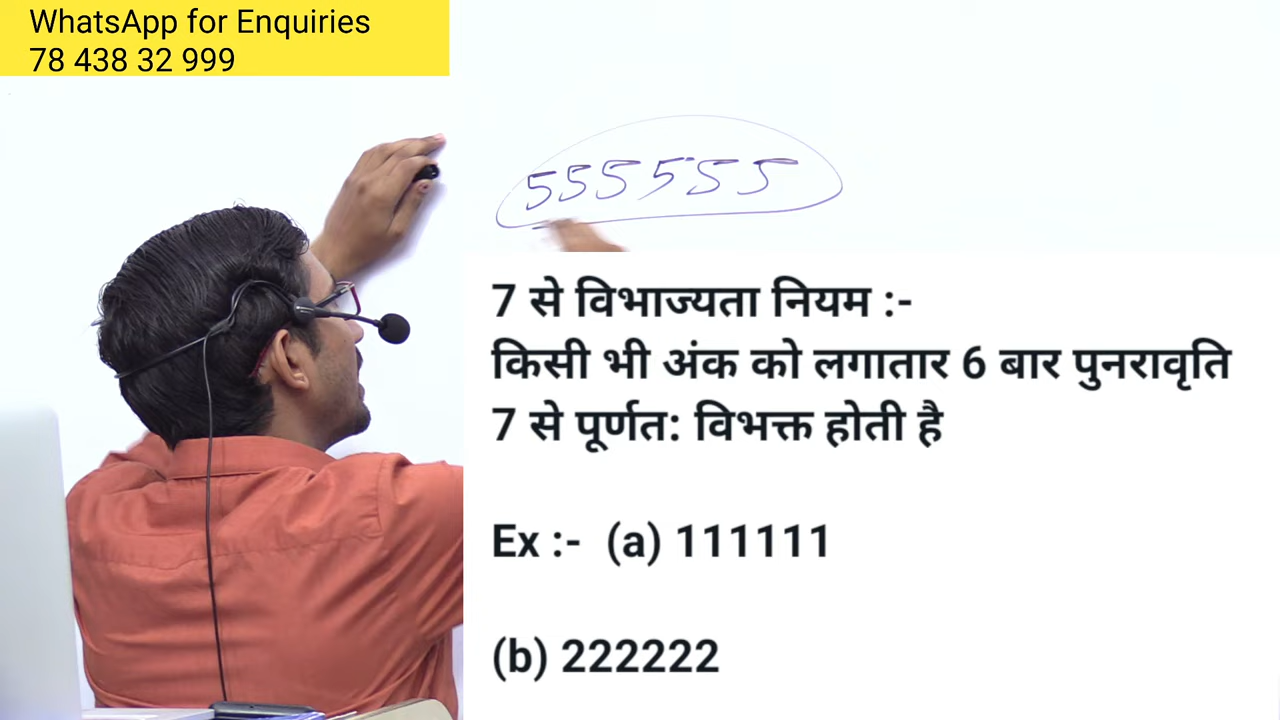 WhatsApp for Enquiries
78 438 32 999
555555
7 से विभाज्यता नियम :-
किसी भी अंक को लगातार 6 बार पुनरावृति
7 से पूर्णत: विभक्त होती है
Ex :- (a) 111111
(b) 222222